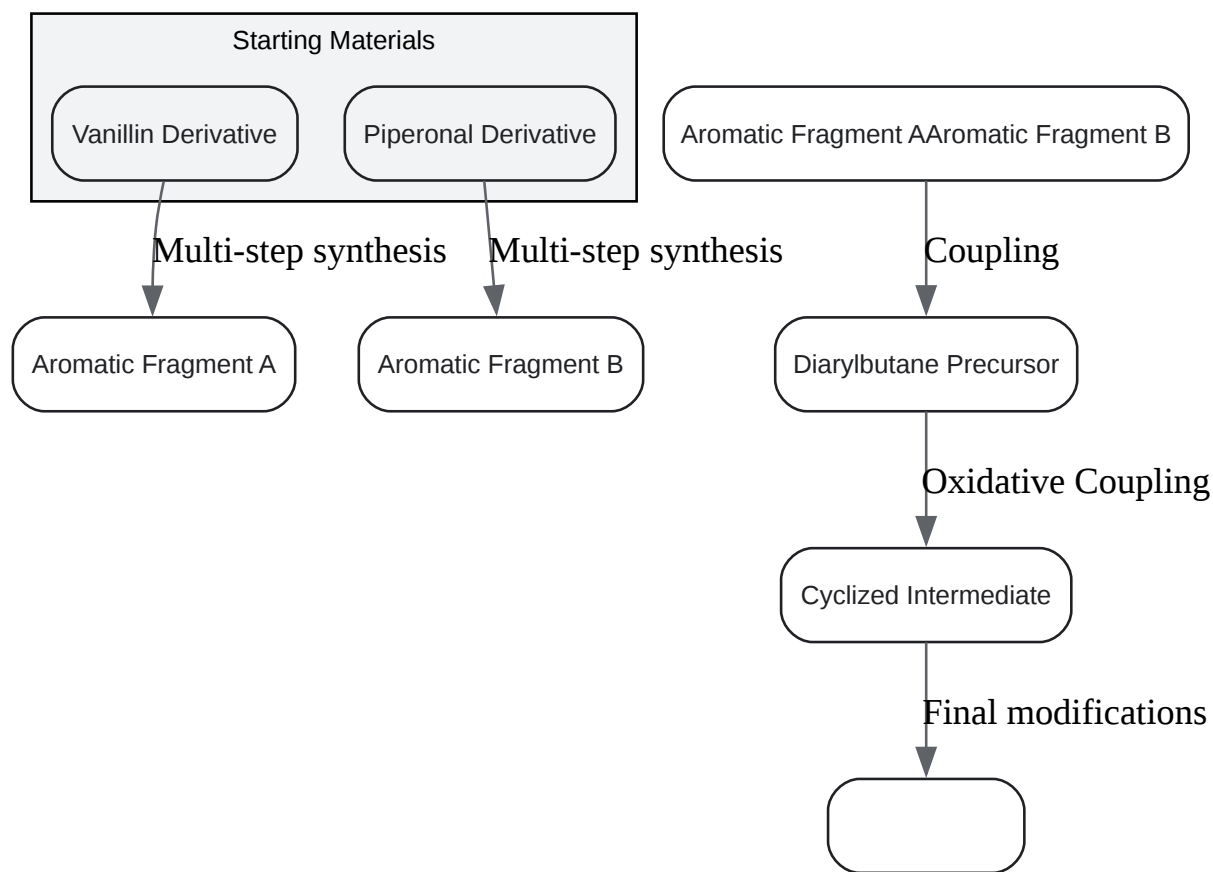 Starting Materials
Vanillin Derivative
Piperonal Derivative
Aromatic Fragment AAromatic Fragment B
Multi-step synthesis
Multi-step synthesis
Coupling
Aromatic Fragment A
Aromatic Fragment B
Diarylbutane Precursor
Oxidative Coupling
Cyclized Intermediate
Final modifications